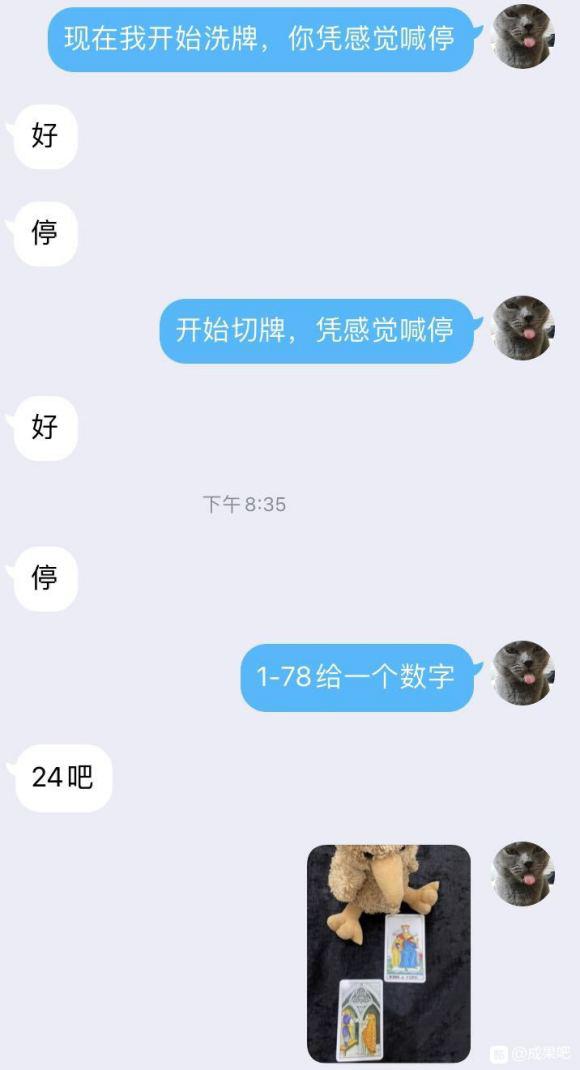 现在我开始洗牌，你凭感觉喊停
好
停
开始切牌，凭感觉喊停
好
下午 8:35
停
1-78给一个数字
24吧
@成果吧